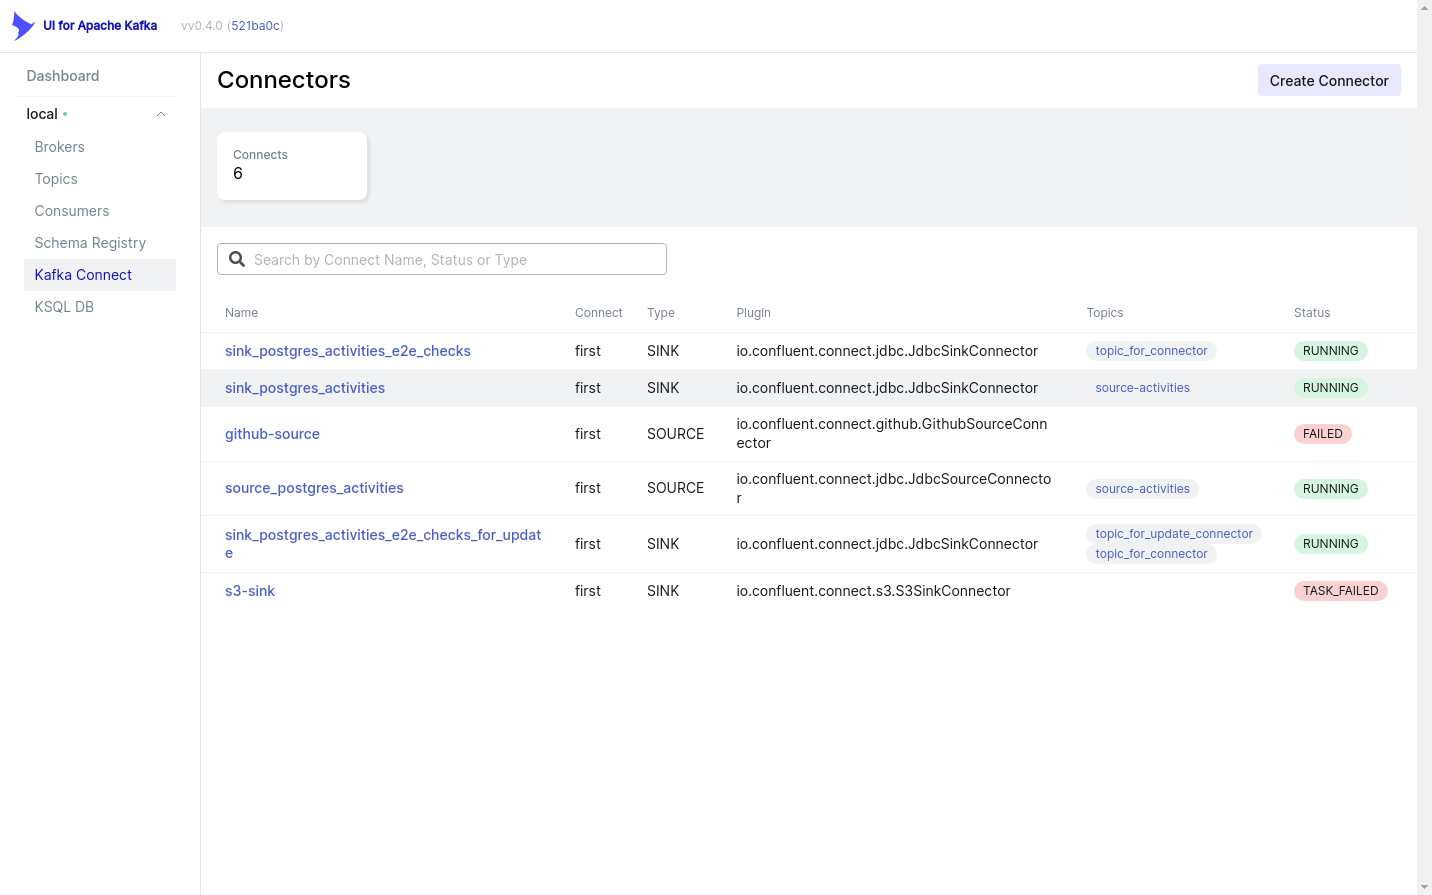 UI for Apache Kafka vv0.4.0 (521ba0c)
Dashboard
local
Brokers
Topics
Consumers
Schema Registry
Kafka Connect
KSQL DB
Connectors
Create Connector
Connects
6
Search by Connect Name, Status or Type
Name Connect Type Plugin Topics Status
sink_postgres_activities_e2e_checks first SINK io.confluent.connect.jdbc.JdbcSinkConnector topic_for_connector RUNNING
sink_postgres_activities first SINK io.confluent.connect.jdbc.JdbcSinkConnector source-activities RUNNING
github-source first SOURCE io.confluent.connect.github.GithubSourceConn
ector FAILED
source_postgres_activities first SOURCE io.confluent.connect.jdbc.JdbcSourceConnecto
r source-activities RUNNING
sink_postgres_activities_e2e_checks_for_updat
e first SINK io.confluent.connect.jdbc.JdbcSinkConnector topic_for_update_connector
topic_for_connector RUNNING
s3-sink first SINK io.confluent.connect.s3.S3SinkConnector TASK_FAILED